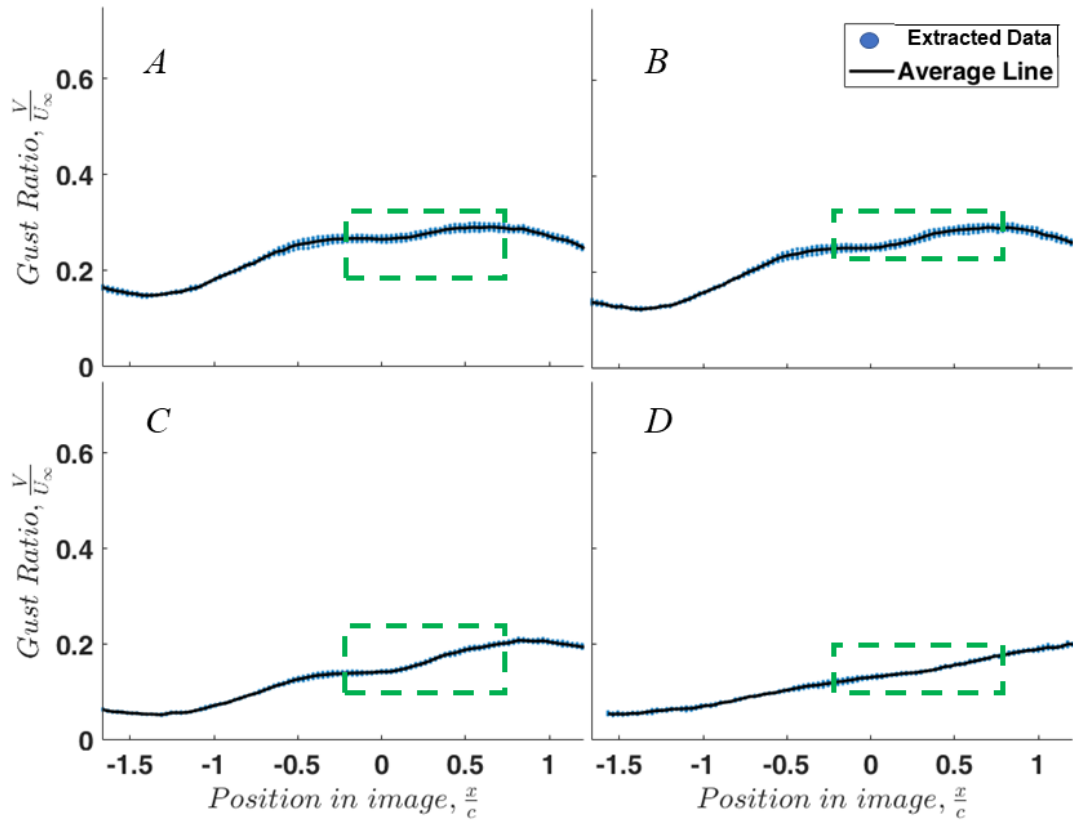 A
B
Extracted Data
Average Line
Gust Ratio, V/U∞
0.6
0.4
0.2
0
C
D
Gust Ratio, V/U∞
0.6
0.4
0.2
0
-1.5 -1 -0.5 0 0.5 1 -1.5 -1 -0.5 0 0.5 1
Position in image, x/c Position in image, x/c